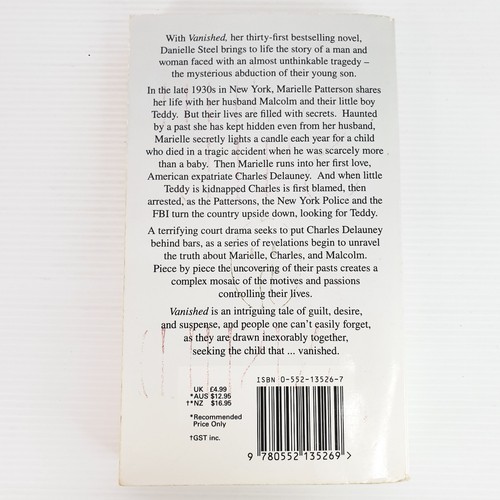 With Vanished, her thirty-first bestselling novel,
Danielle Steel brings to life the story of a man and
woman faced with an almost unthinkable tragedy –
the mysterious abduction of their young son.
In the late 1930s in New York, Marielle Patterson shares
her life with her husband Malcolm and their little boy
Teddy. But their lives are filled with secrets. Haunted
by a past she has kept hidden even from her husband,
Marielle secretly lights a candle each year for a child
who died in a tragic accident when he was scarcely more
than a baby. Then Marielle runs into her first love,
American expatriate Charles Delauney. And when little
Teddy is kidnapped Charles is first blamed, then
arrested, as the Pattersons, the New York Police and the
FBI turn the country upside down, looking for Teddy.
A terrifying court drama seeks to put Charles Delauney
behind bars, as a series of revelations begin to unravel
the truth about Marielle, Charles, and Malcolm.
Piece by piece the uncovering of their pasts creates a
complex mosaic of the motives and passions
controlling their lives.
Vanished is an intriguing tale of guilt, desire,
and suspense, and people one can't easily forget,
as they are drawn inexorably together,
seeking the child that ... vanished.
UK £4.99
*AUS $12.95
†*NZ $16.95
*Recommended
Price Only
†GST inc.
ISBN 0-552-13526-7
9 780552 135269 >